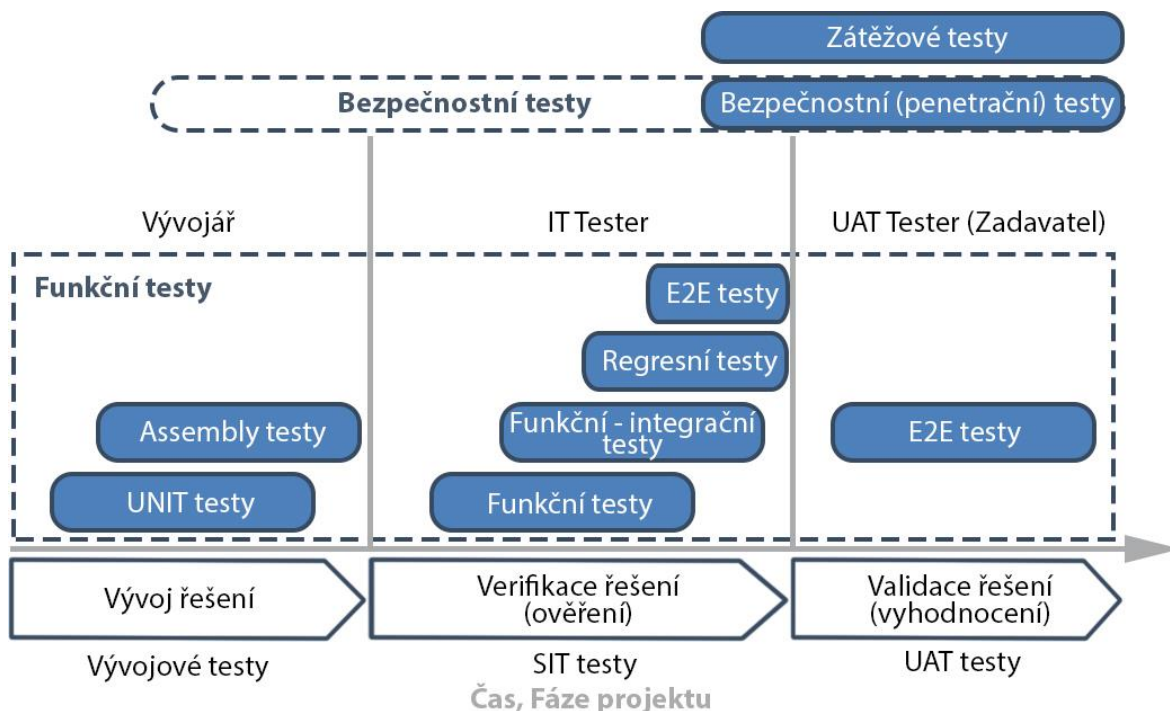 Zátěžové testy
Bezpečnostní testy
Bezpečnostní (penetrační) testy
Vývojář
IT Tester
UAT Tester (Zadavatel)
Funkční testy
E2E testy
Regresní testy
Assembly testy
Funkční - integrační
testy
E2E testy
UNIT testy
Funkční testy
Vývoj řešení
Verifikace řešení
(ověření)
Validace řešení
(vyhodnocení)
Vývojové testy
SIT testy
UAT testy
Čas, Fáze projektu